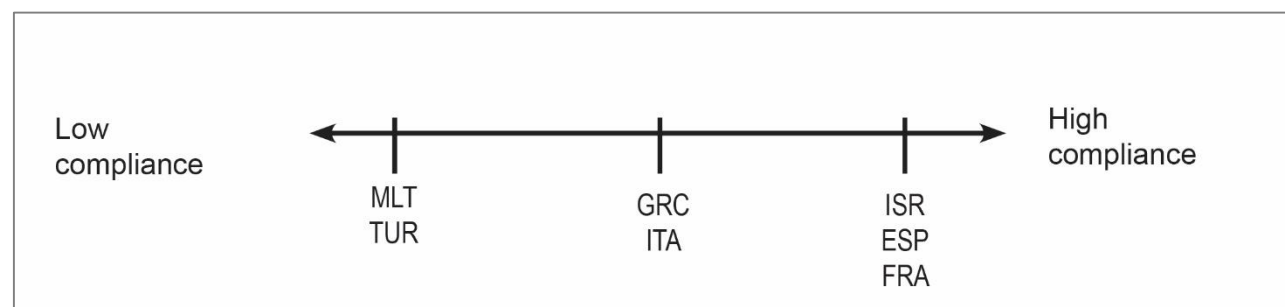 Low
compliance
High
compliance
MLT
TUR
GRC
ITA
ISR
ESP
FRA